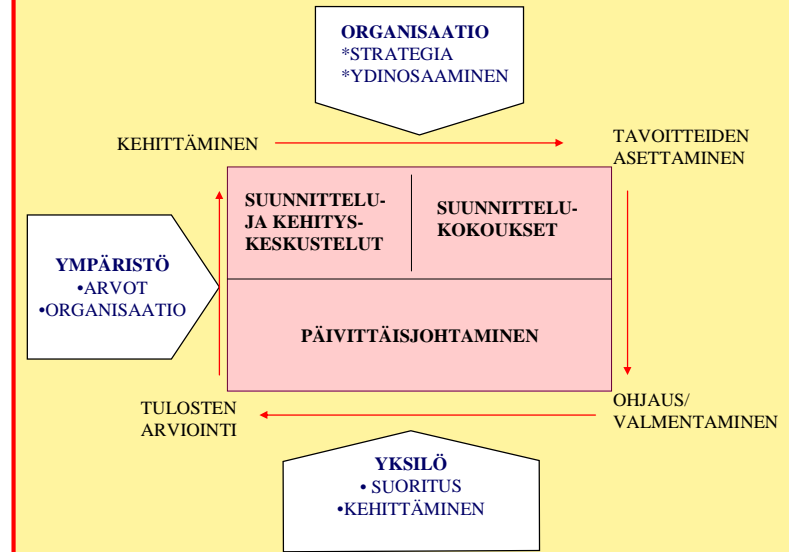 ORGANISAATIO
*STRATEGIA
*YDINOSAAMINEN
KEHITTÄMINEN
TAVOITTEIDEN
ASETTAMINEN
SUUNNITTELU-
JA KEHITYS-
KESKUSTELUT
SUUNNITTELU-
KOKOUKSET
YMPÄRISTÖ
•ARVOT
•ORGANISAATIO
PÄIVITTÄISJOHTAMINEN
TULOSTEN
ARVIOINTI
OHJAUS/
VALMENTAMINEN
YKSILÖ
• SUORITUS
•KEHITTÄMINEN